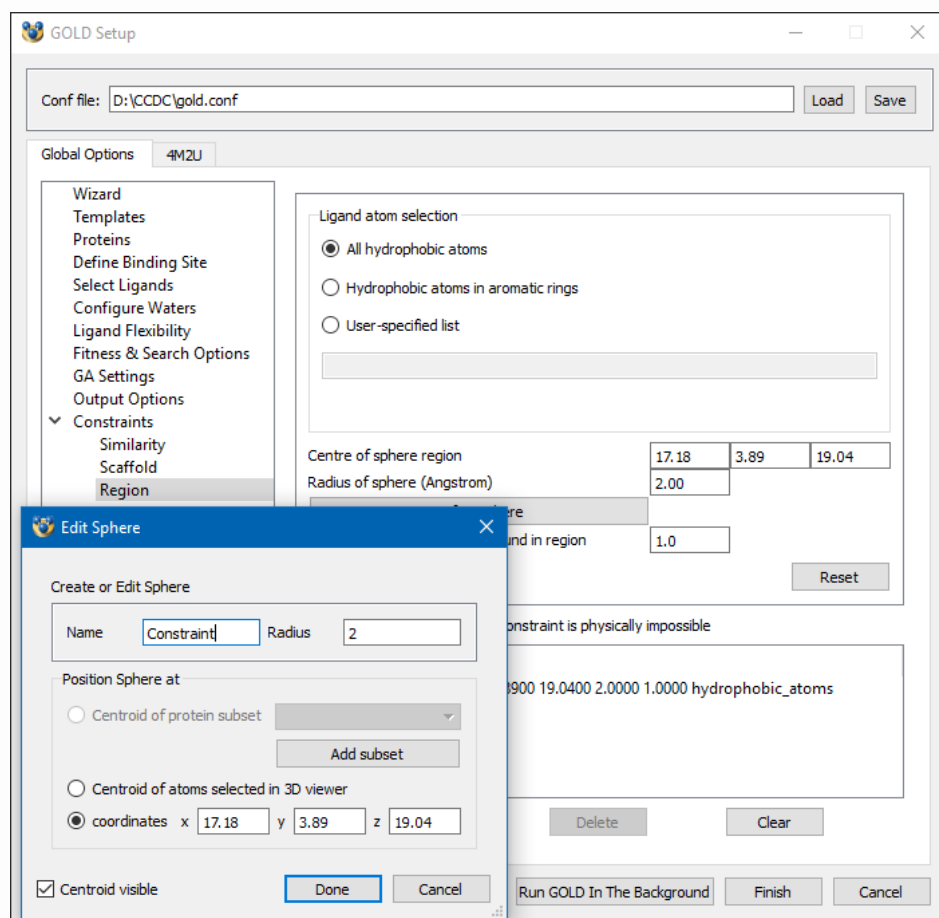 GOLD Setup
Conf file: D:\CCDC\gold.conf Load Save
Global Options 4M2U
Wizard
Templates
Proteins
Define Binding Site
Select Ligands
Configure Waters
Ligand Flexibility
Fitness & Search Options
GA Settings
Output Options
Constraints
Similarity
Scaffold
Region
Ligand atom selection
All hydrophobic atoms
Hydrophobic atoms in aromatic rings
User-specified list
Centre of sphere region 17.18 3.89 19.04
Radius of sphere (Angstrom) 2.00
und in region 1.0
Reset
onstraint is physically impossible
900 19.0400 2.0000 1.0000 hydrophobic_atoms
Delete Clear
Run GOLD In The Background Finish Cancel
Edit Sphere
Create or Edit Sphere
Name Constraint Radius 2
Position Sphere at
Centroid of protein subset
Add subset
Centroid of atoms selected in 3D viewer
coordinates x 17.18 y 3.89 z 19.04
Centroid visible Done Cancel